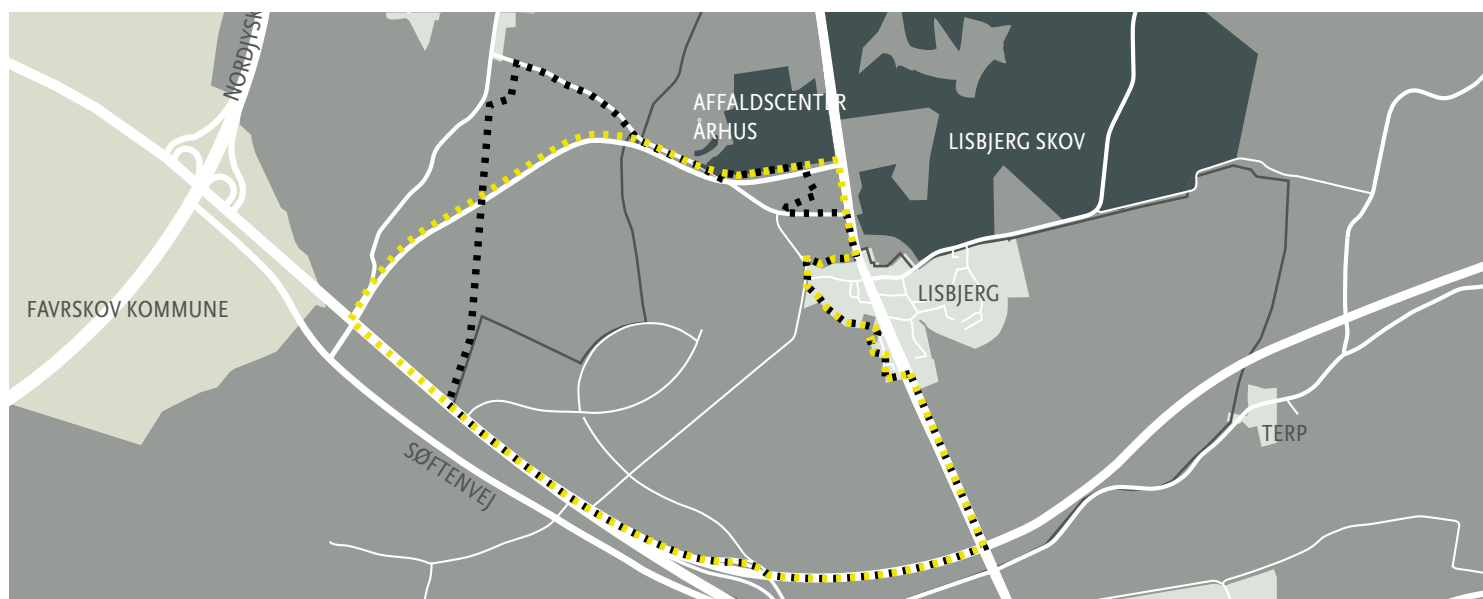 NORDJYSK
AFFALDSCENTER
ÅRHUS
LISBJERG SKOV
FAVRSKOV KOMMUNE
LISBJERG
TERP
SØFTENVEJ